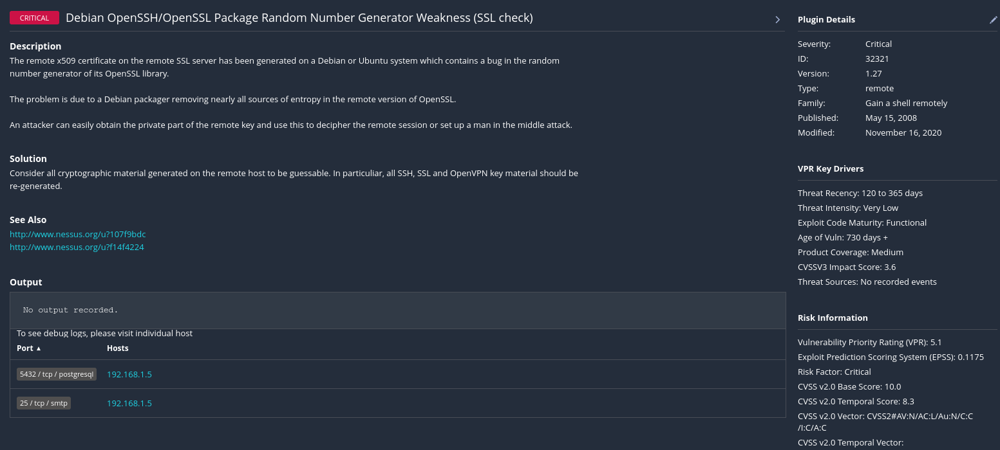 CRITICAL Debian OpenSSH/OpenSSL Package Random Number Generator Weakness (SSL check)
Description
The remote x509 certificate on the remote SSL server has been generated on a Debian or Ubuntu system which contains a bug in the random
number generator of its OpenSSL library.
The problem is due to a Debian packager removing nearly all sources of entropy in the remote version of OpenSSL.
An attacker can easily obtain the private part of the remote key and use this to decipher the remote session or set up a man in the middle attack.
Solution
Consider all cryptographic material generated on the remote host to be guessable. In particuliar, all SSH, SSL and OpenVPN key material should be
re-generated.
See Also
http://www.nessus.org/u?107f9bdc
http://www.nessus.org/u?f14f4224
Output
No output recorded.
To see debug logs, please visit individual host
Port ▲ Hosts
5432 / tcp / postgresql 192.168.1.5
25 / tcp / smtp 192.168.1.5
Plugin Details
Severity: Critical
ID: 32321
Version: 1.27
Type: remote
Family: Gain a shell remotely
Published: May 15, 2008
Modified: November 16, 2020
VPR Key Drivers
Threat Recency: 120 to 365 days
Threat Intensity: Very Low
Exploit Code Maturity: Functional
Age of Vuln: 730 days +
Product Coverage: Medium
CVSSV3 Impact Score: 3.6
Threat Sources: No recorded events
Risk Information
Vulnerability Priority Rating (VPR): 5.1
Exploit Prediction Scoring System (EPSS): 0.1175
Risk Factor: Critical
CVSS v2.0 Base Score: 10.0
CVSS v2.0 Temporal Score: 8.3
CVSS v2.0 Vector: CVSS2#AV:N/AC:L/Au:N/C:C
/I:C/A:C
CVSS v2.0 Temporal Vector: